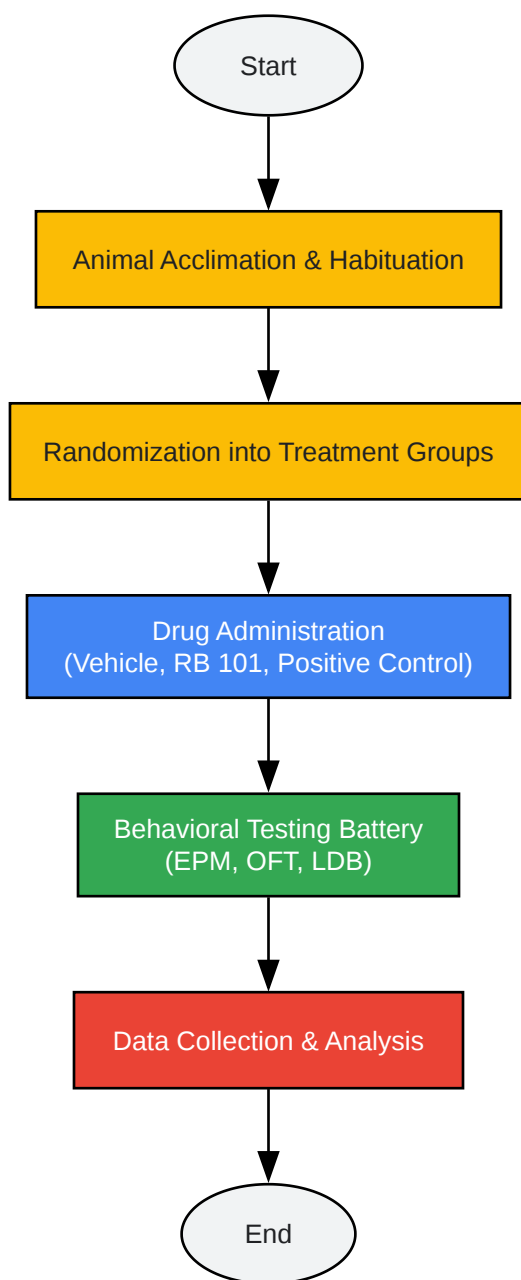 Start
Animal Acclimation & Habituation
Randomization into Treatment Groups
Drug Administration
(Vehicle, RB 101, Positive Control)
Behavioral Testing Battery
(EPM, OFT, LDB)
Data Collection & Analysis
End